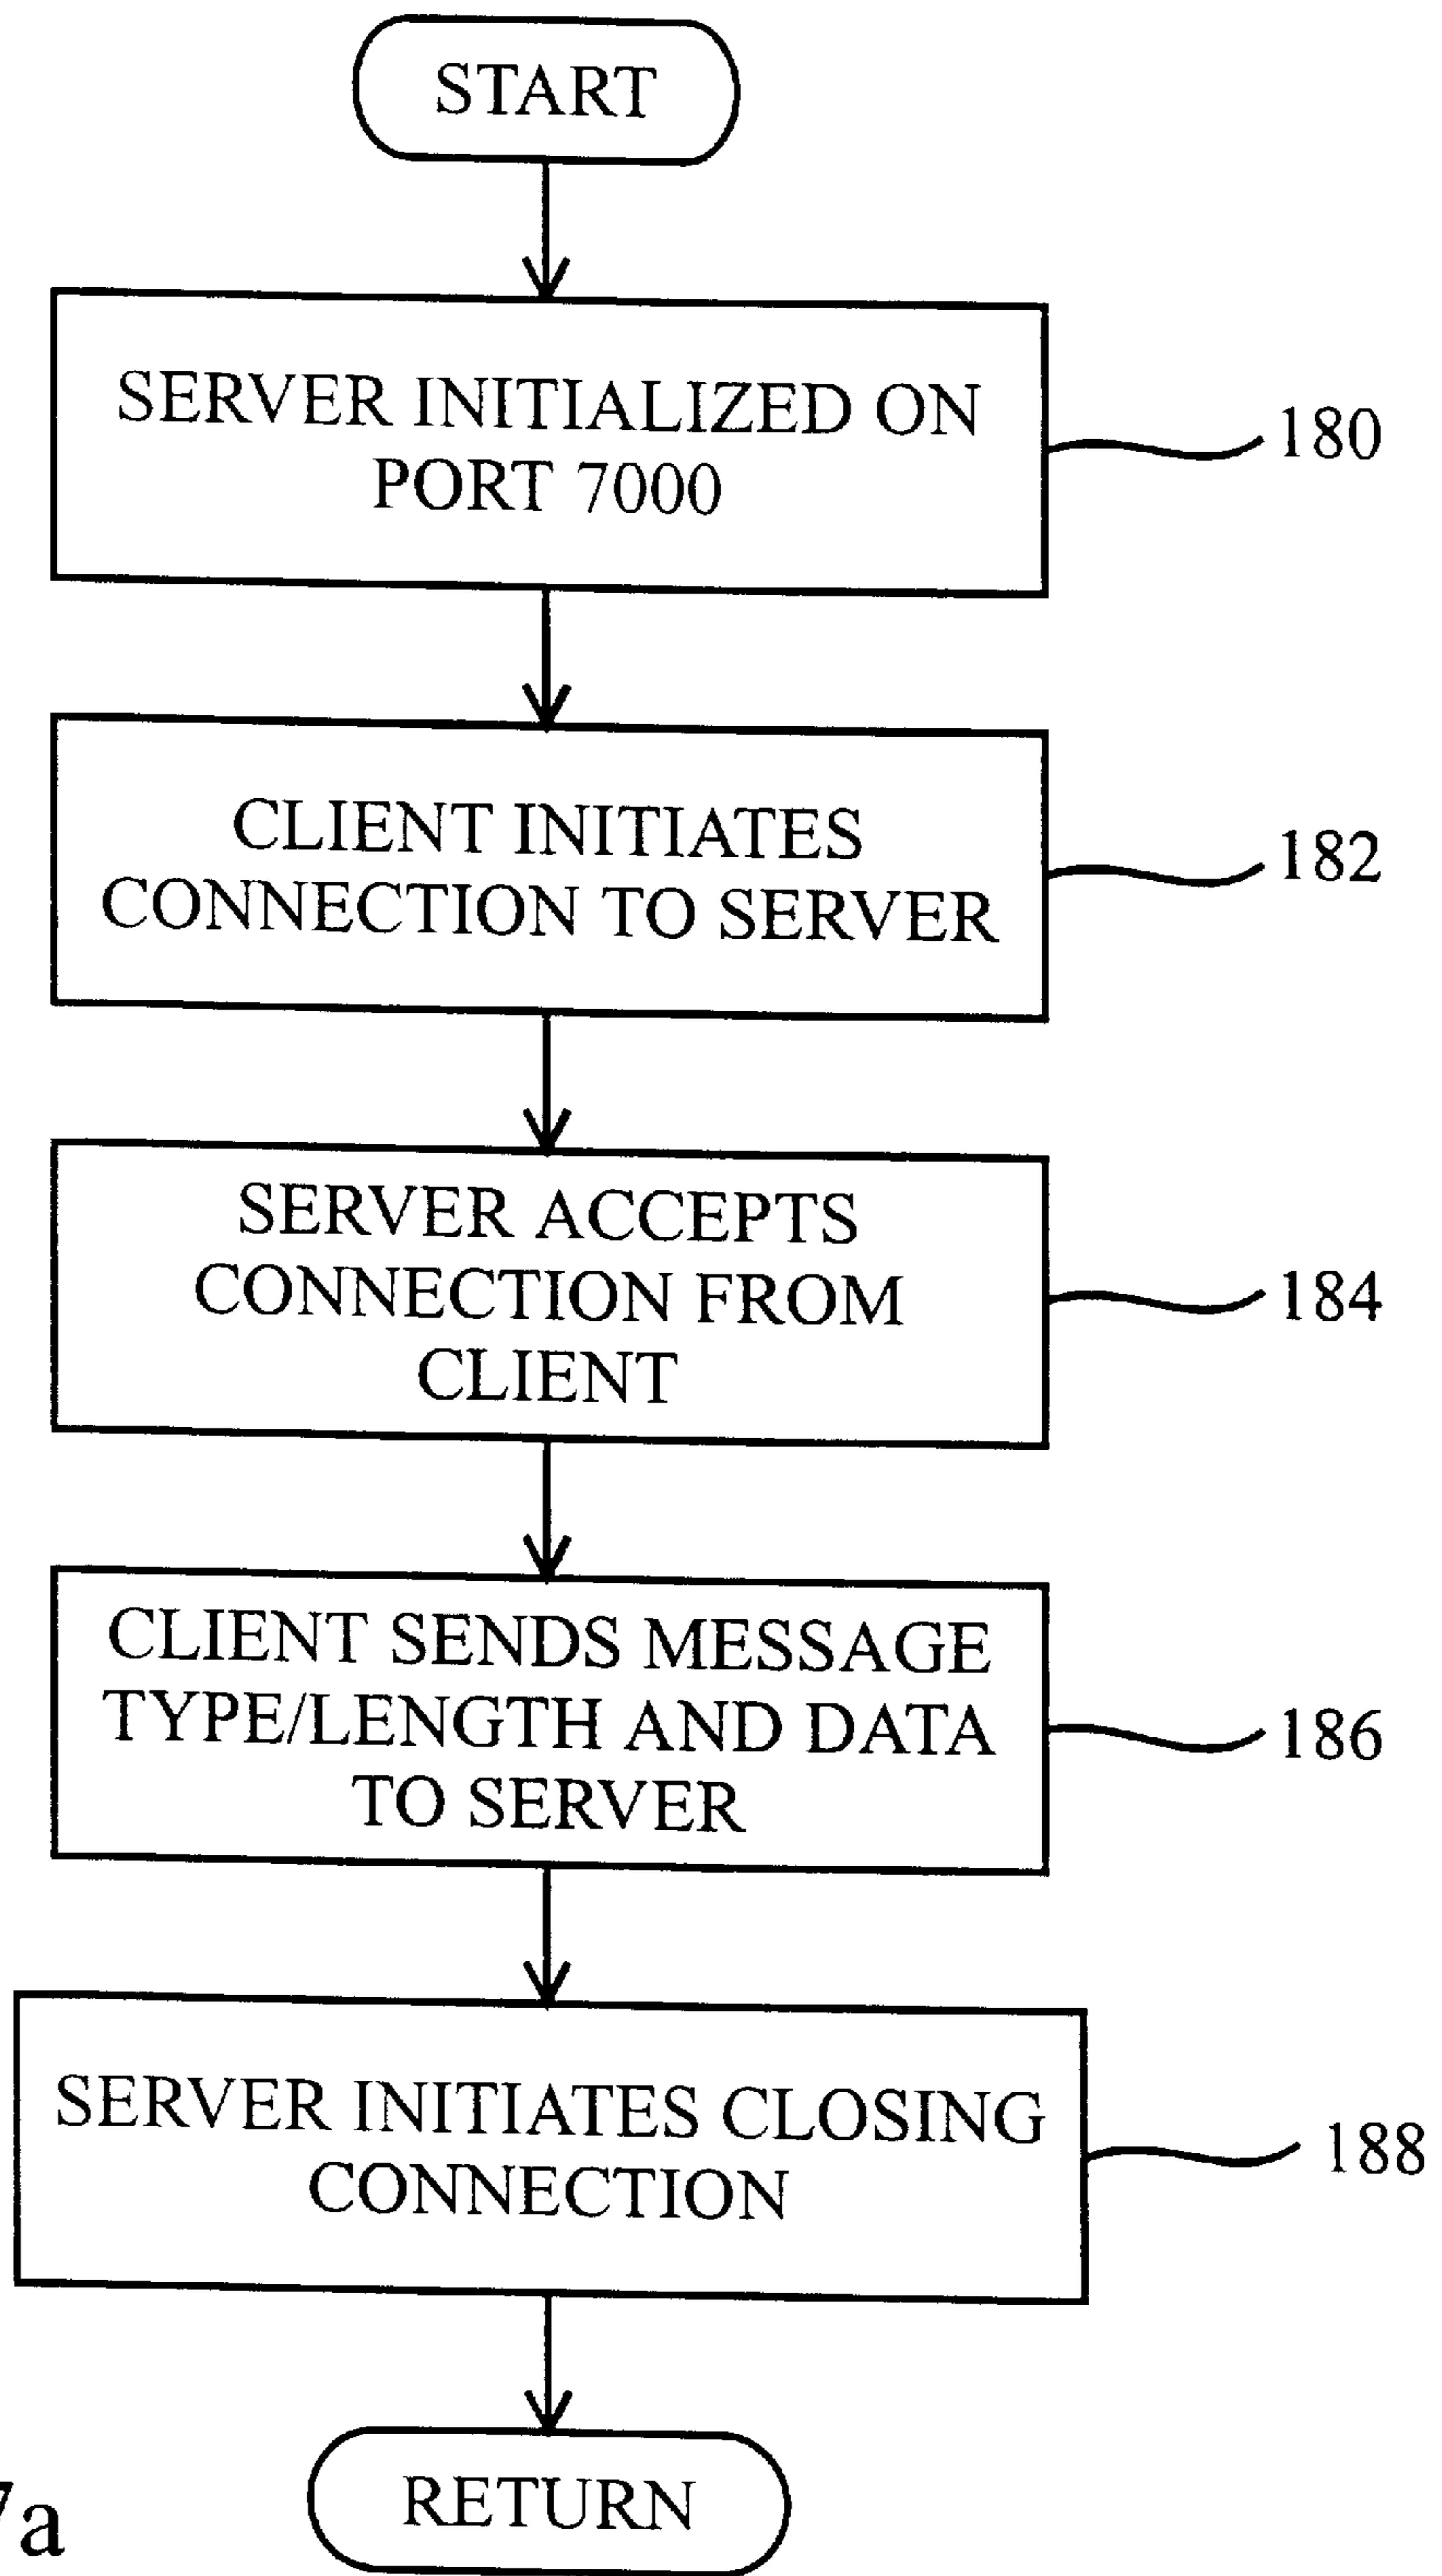 START
SERVER INITIALIZED ON
PORT 7000
180
CLIENT INITIATES
CONNECTION TO SERVER
182
SERVER ACCEPTS
CONNECTION FROM
CLIENT
184
CLIENT SENDS MESSAGE
TYPE/LENGTH AND DATA
TO SERVER
186
SERVER INITIATES CLOSING
CONNECTION
188
RETURN
7a